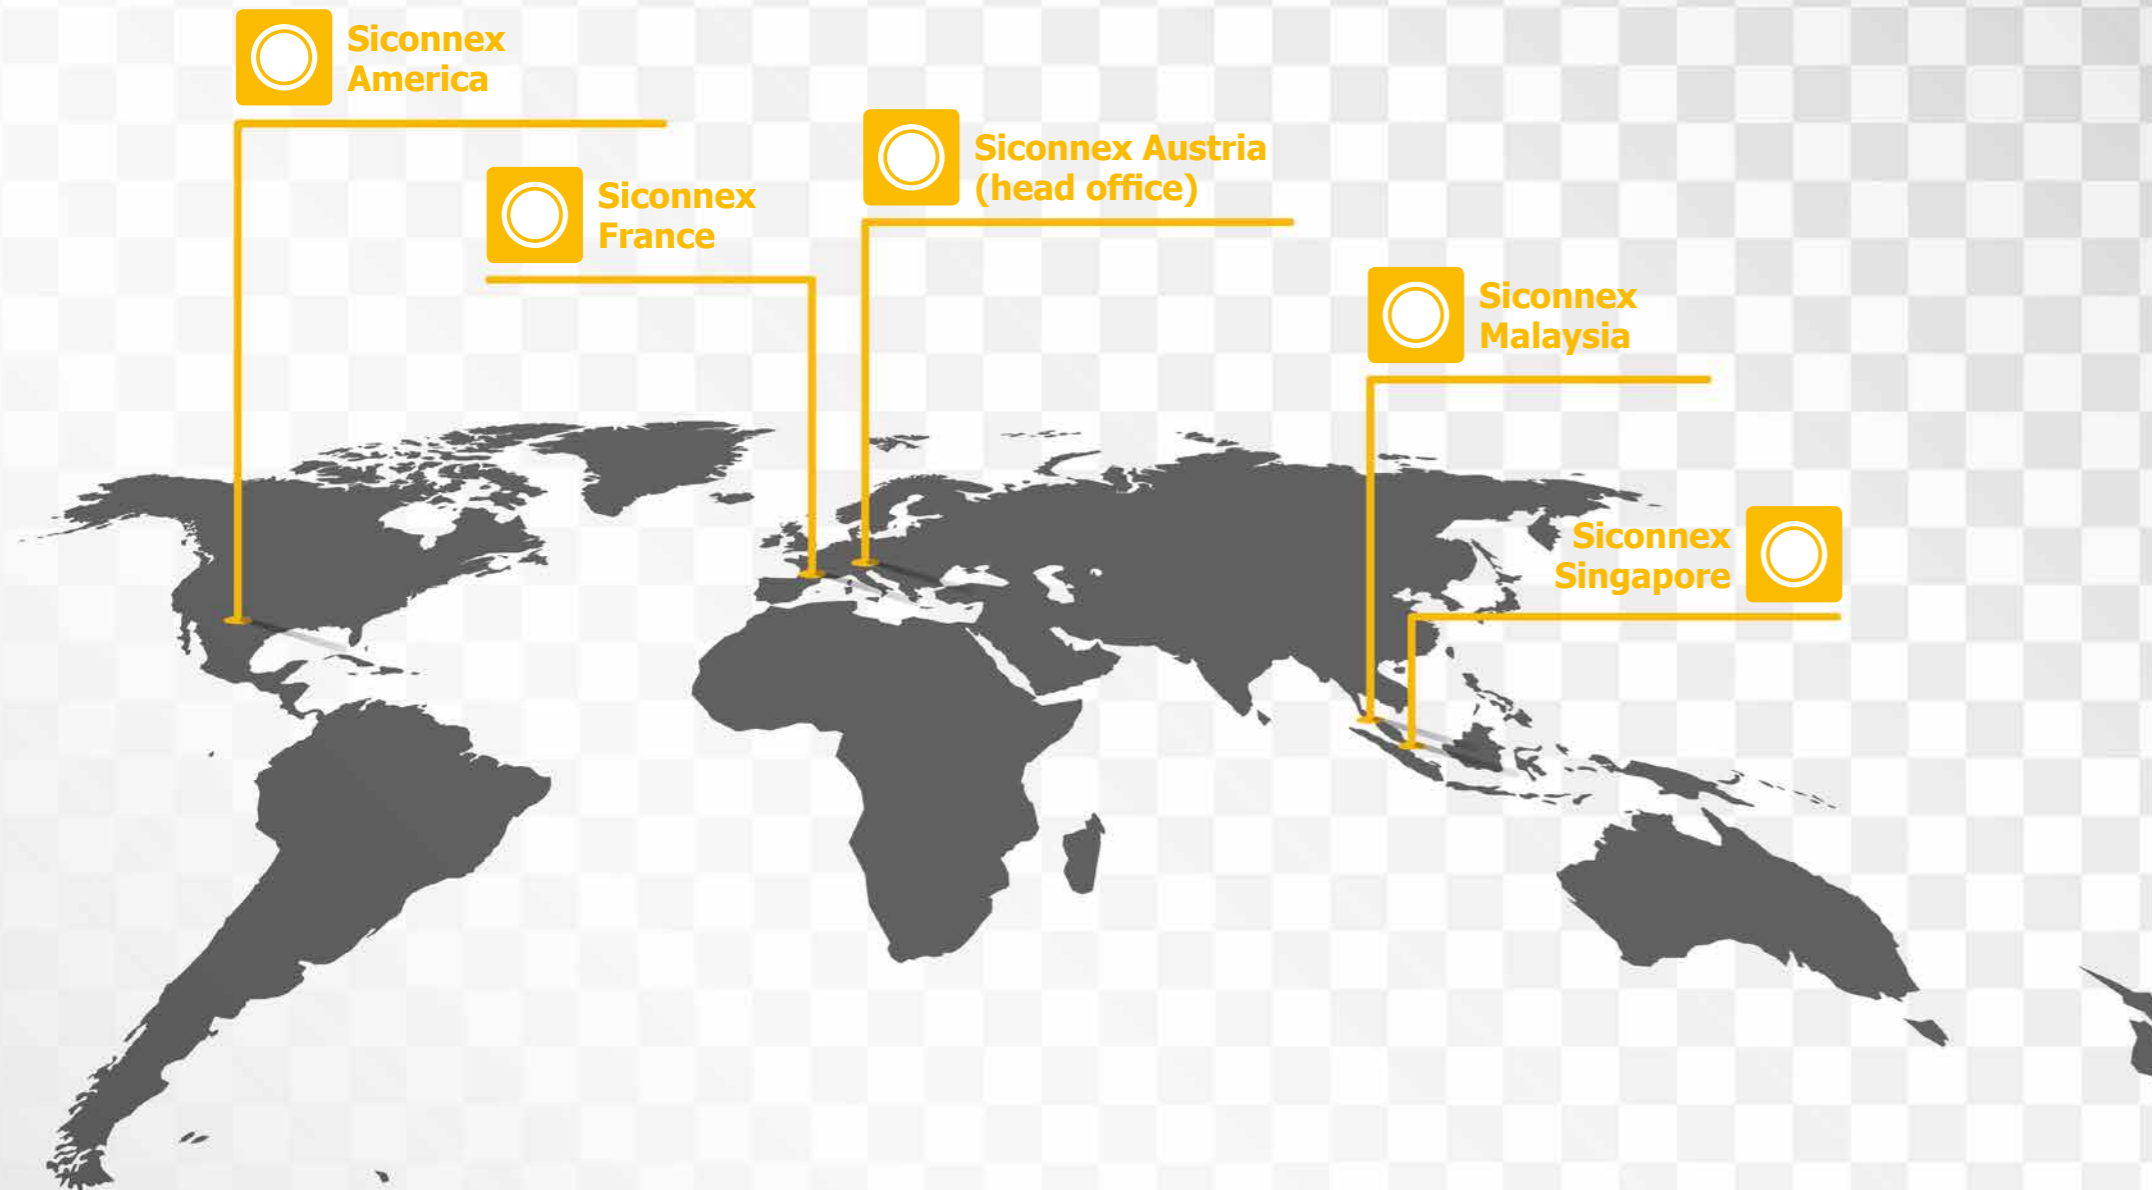 Siconnex
America
Siconnex
France
Siconnex Austria
(head office)
Siconnex
Malaysia
Siconnex
Singapore